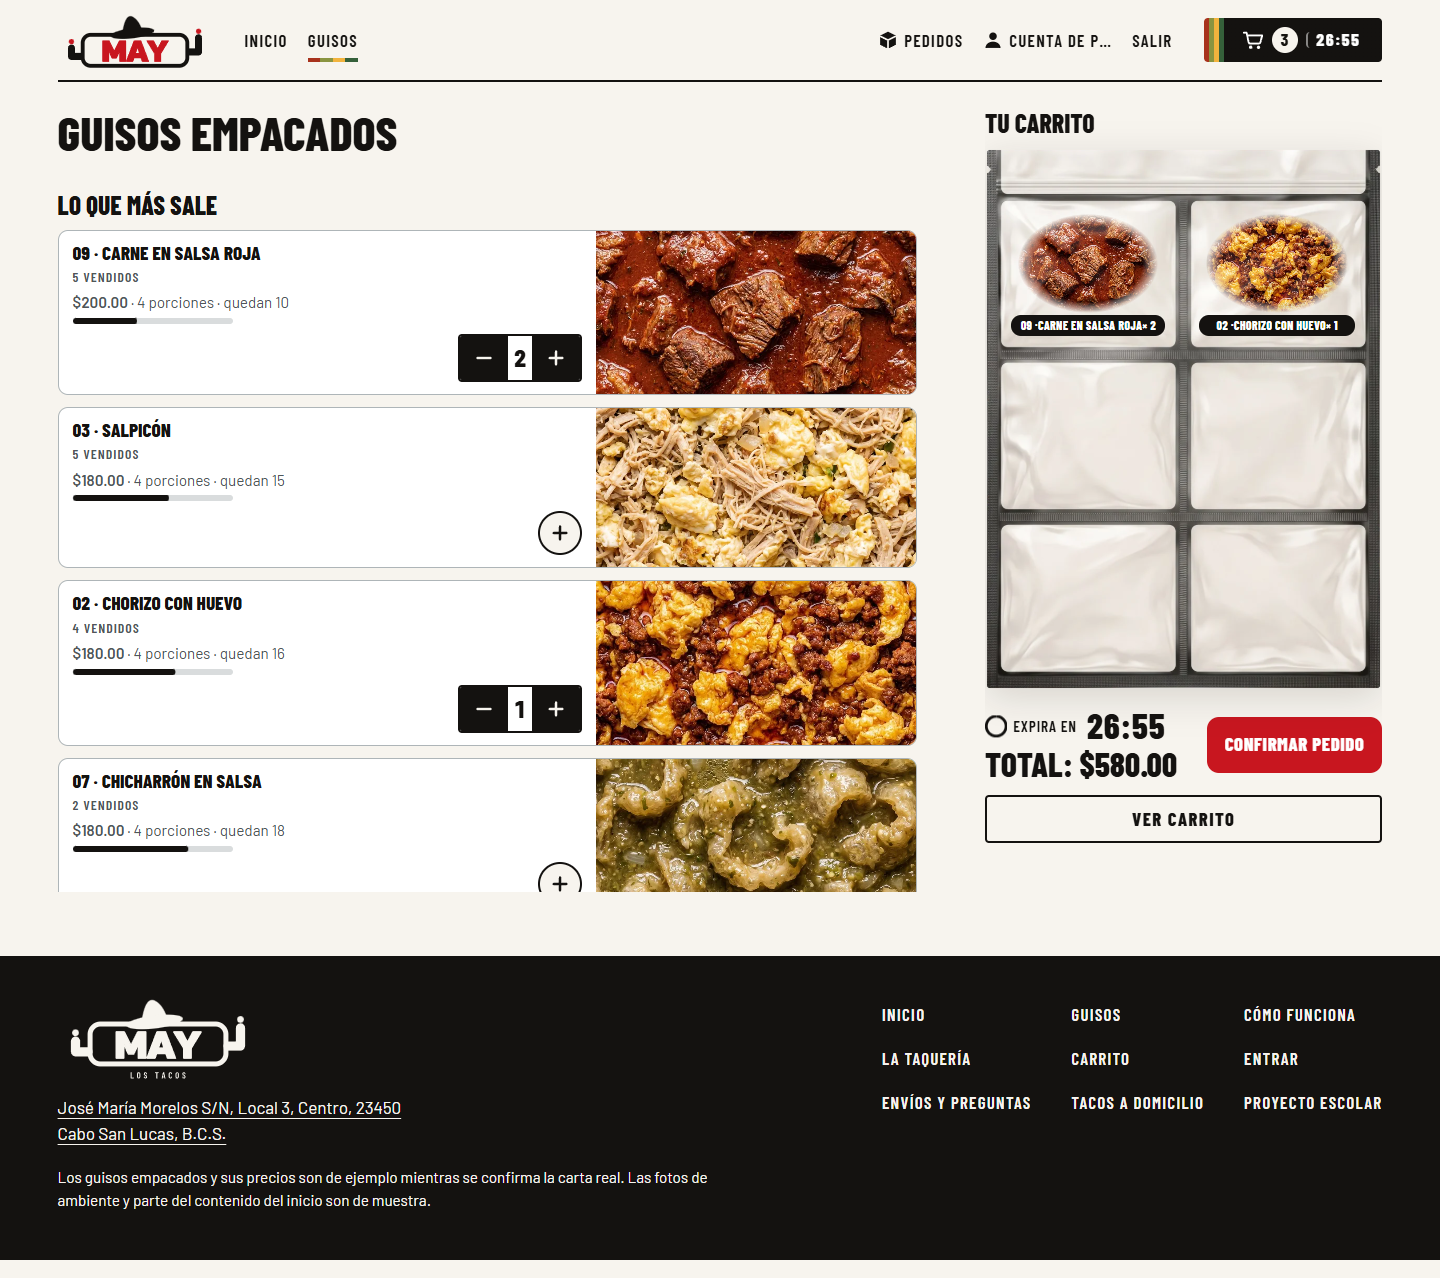 MAY
INICIO
GUISOS
PEDIDOS
CUENTA DE P...
SALIR
3
26:55
GUISOS EMPACADOS
LO QUE MÁS SALE
09 · CARNE EN SALSA ROJA
5 VENDIDOS
$200.00 · 4 porciones · quedan 10
− 2 +
03 · SALPICÓN
5 VENDIDOS
$180.00 · 4 porciones · quedan 15
+
02 · CHORIZO CON HUEVO
4 VENDIDOS
$180.00 · 4 porciones · quedan 16
− 1 +
07 · CHICHARRÓN EN SALSA
2 VENDIDOS
$180.00 · 4 porciones · quedan 18
+
TU CARRITO
09 ·CARNE EN SALSA ROJA× 2
02 ·CHORIZO CON HUEVO× 1
EXPIRA EN 26:55
TOTAL: $580.00
CONFIRMAR PEDIDO
VER CARRITO
MAY
LOS TACOS
José María Morelos S/N, Local 3, Centro, 23450
Cabo San Lucas, B.C.S.
Los guisos empacados y sus precios son de ejemplo mientras se confirma la carta real. Las fotos de
ambiente y parte del contenido del inicio son de muestra.
INICIO
GUISOS
CÓMO FUNCIONA
LA TAQUERÍA
CARRITO
ENTRAR
ENVÍOS Y PREGUNTAS
TACOS A DOMICILIO
PROYECTO ESCOLAR